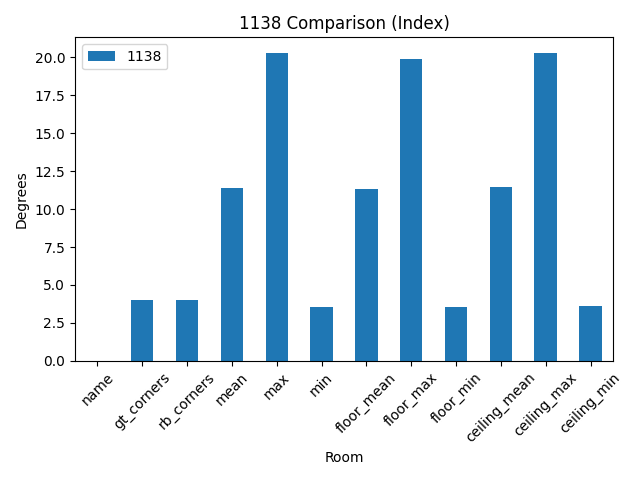 1138 Comparison (Index)
1138
20.0
17.5
15.0
12.5
10.0
7.5
5.0
2.5
0.0
Degrees
name
gt_corners
rb_corners
mean
max
min
floor_mean
floor_max
floor_min
ceiling_mean
ceiling_max
ceiling_min
Room